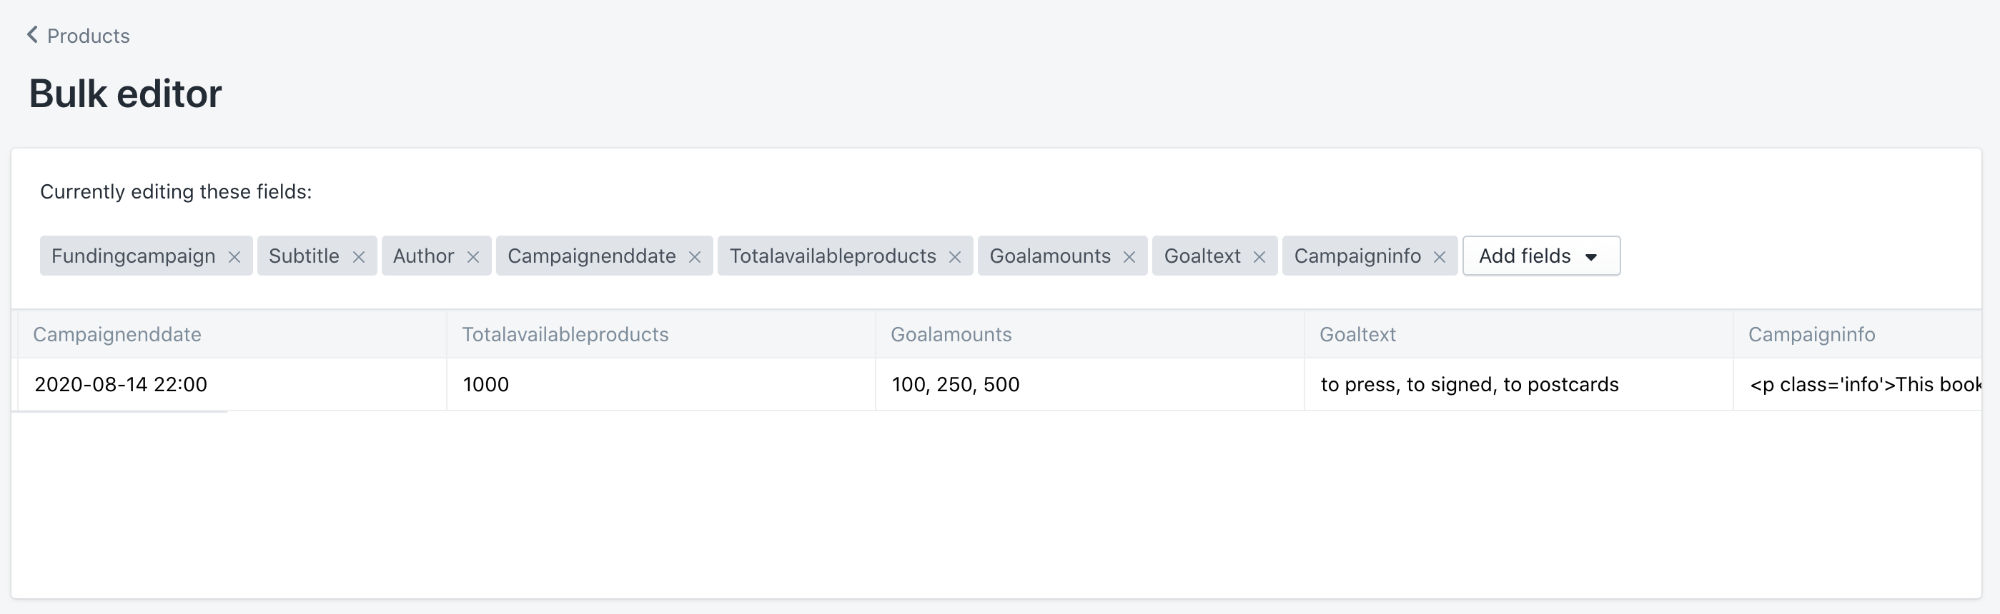 Products
Bulk editor
Currently editing these fields:
Fundingcampaign Subtitle Author Campaignenddate Totalavailableproducts Goalamounts Goaltext Campaigninfo Add fields
Campaignenddate Totalavailableproducts Goalamounts Goaltext Campaigninfo
2020-08-14 22:00 1000 100, 250, 500 to press, to signed, to postcards <p class='info'>This book